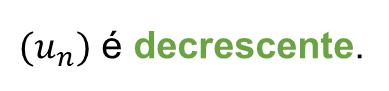 (uₙ) é decrescente.